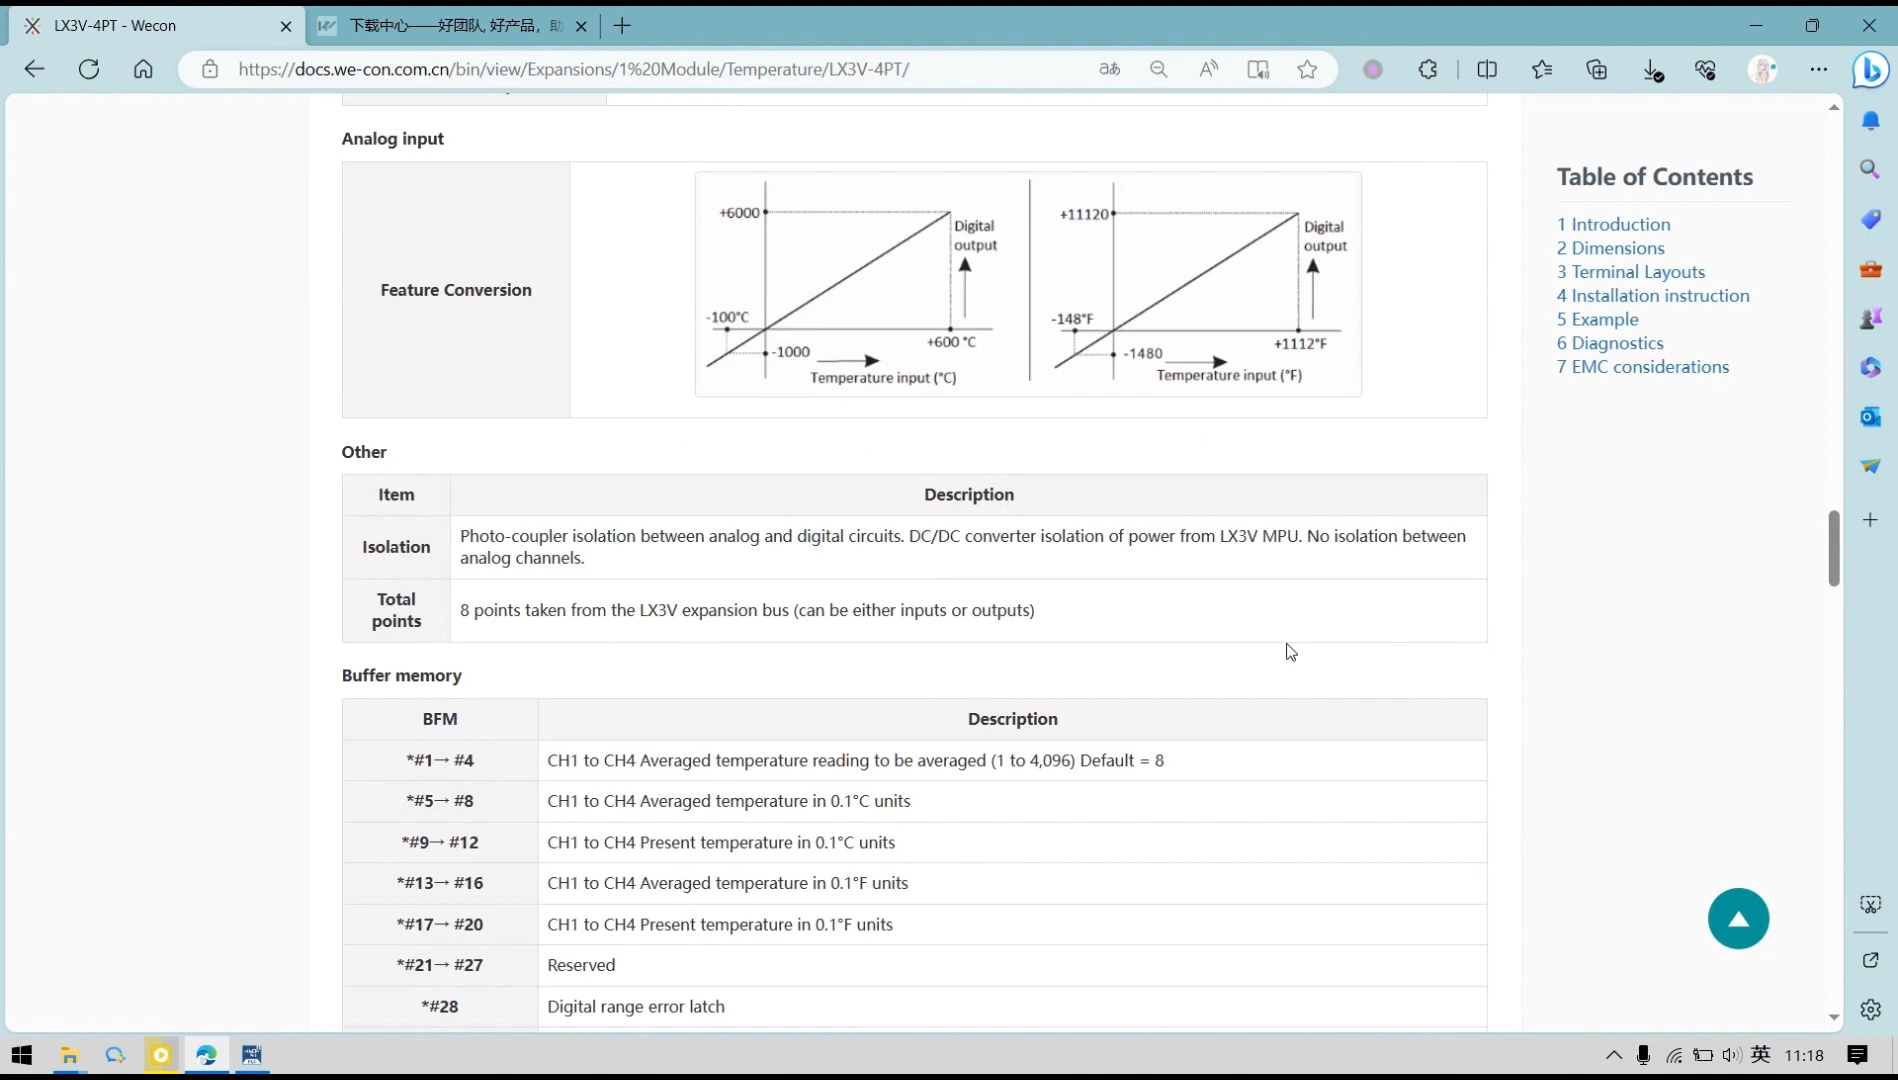 LX3V-4PT - Wecon
下载中心——好团队, 好产品，助
https://docs.we-con.com.cn/bin/view/Expansions/1%20Module/Temperature/LX3V-4PT/
Analog input
Feature Conversion
+6000
Digital
output
-100°C
-1000
+600 °C
Temperature input (°C)
+11120
Digital
output
-148°F
-1480
+1112°F
Temperature input (°F)
Other
Item
Description
Isolation
Photo-coupler isolation between analog and digital circuits. DC/DC converter isolation of power from LX3V MPU. No isolation between
analog channels.
Total
points
8 points taken from the LX3V expansion bus (can be either inputs or outputs)
Buffer memory
BFM
Description
*#1→ #4
CH1 to CH4 Averaged temperature reading to be averaged (1 to 4,096) Default = 8
*#5→ #8
CH1 to CH4 Averaged temperature in 0.1°C units
*#9→ #12
CH1 to CH4 Present temperature in 0.1°C units
*#13→ #16
CH1 to CH4 Averaged temperature in 0.1°F units
*#17→ #20
CH1 to CH4 Present temperature in 0.1°F units
*#21→ #27
Reserved
*#28
Digital range error latch
Table of Contents
1 Introduction
2 Dimensions
3 Terminal Layouts
4 Installation instruction
5 Example
6 Diagnostics
7 EMC considerations
英
11:18